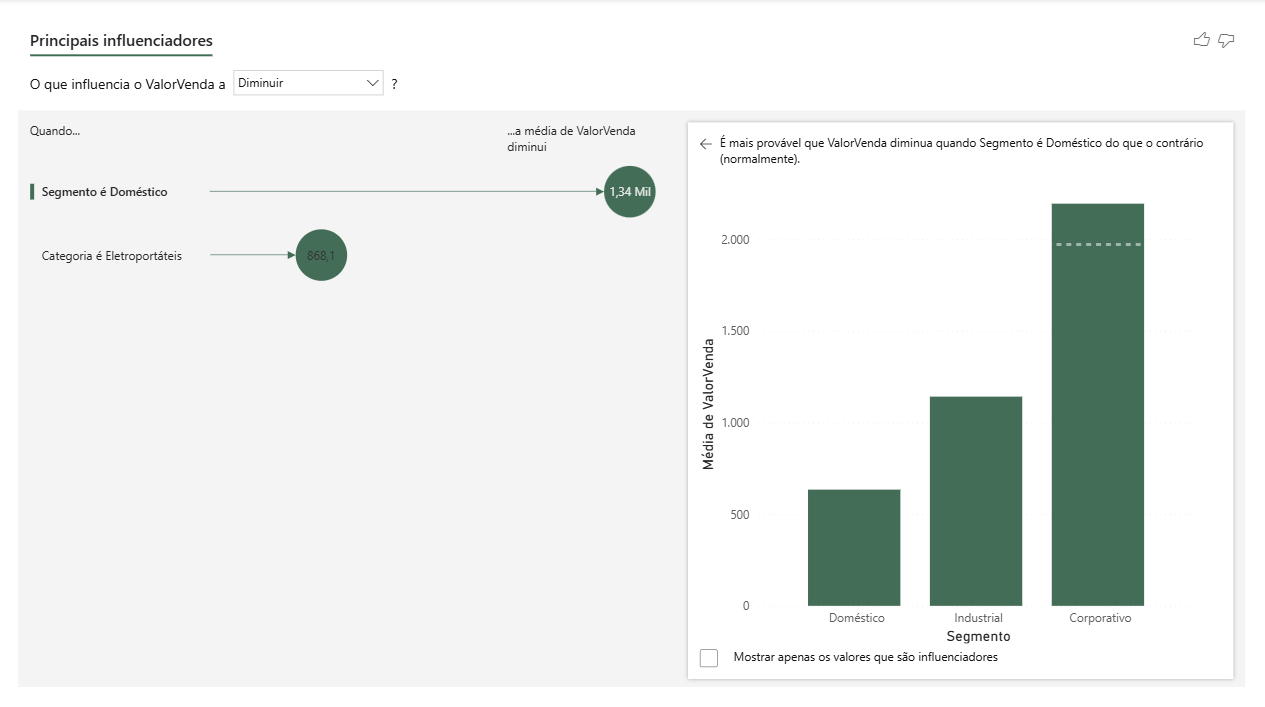 Principais influenciadores
O que influencia o ValorVenda a Diminuir ?
Quando...
...a média de ValorVenda
diminui
Segmento é Doméstico
1,34 Mil
Categoria é Eletroportáteis
868,1
É mais provável que ValorVenda diminua quando Segmento é Doméstico do que o contrário
(normalmente).
Média de ValorVenda
2.000
1.500
1.000
500
0
Doméstico Industrial Corporativo
Segmento
Mostrar apenas os valores que são influenciadores